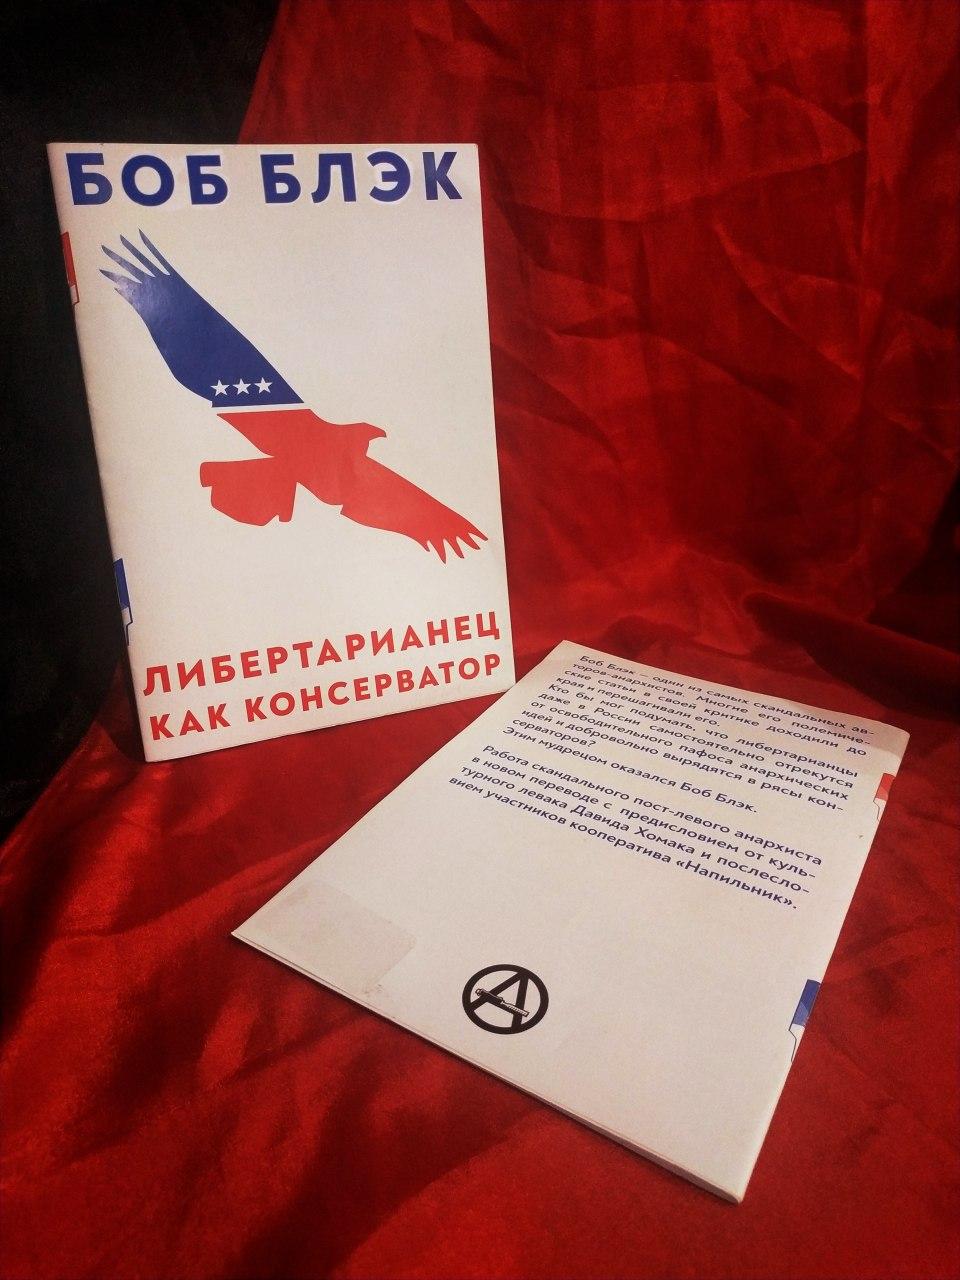 БОБ БЛЭК
ЛИБЕРТАРИАНЕЦ
КАК КОНСЕРВАТОР
Боб Блэк — один из самых скандальных ав-
торов-анархистов. Многие его полемиче-
ские статьи в своей критике доходили до
края и перешагивали его.
Кто бы мог подумать, что либертарианцы
даже в России самостоятельно отрекутся
от освободительного пафоса анархических
идей и добровольно вырядятся в рясы кон-
серваторов?
Этим мудрецом оказался Боб Блэк.
Работа скандального пост-левого анархиста
в новом переводе с предисловием от куль-
турного левака Давида Хомака и послесло-
вием участников кооператива «Напильник».